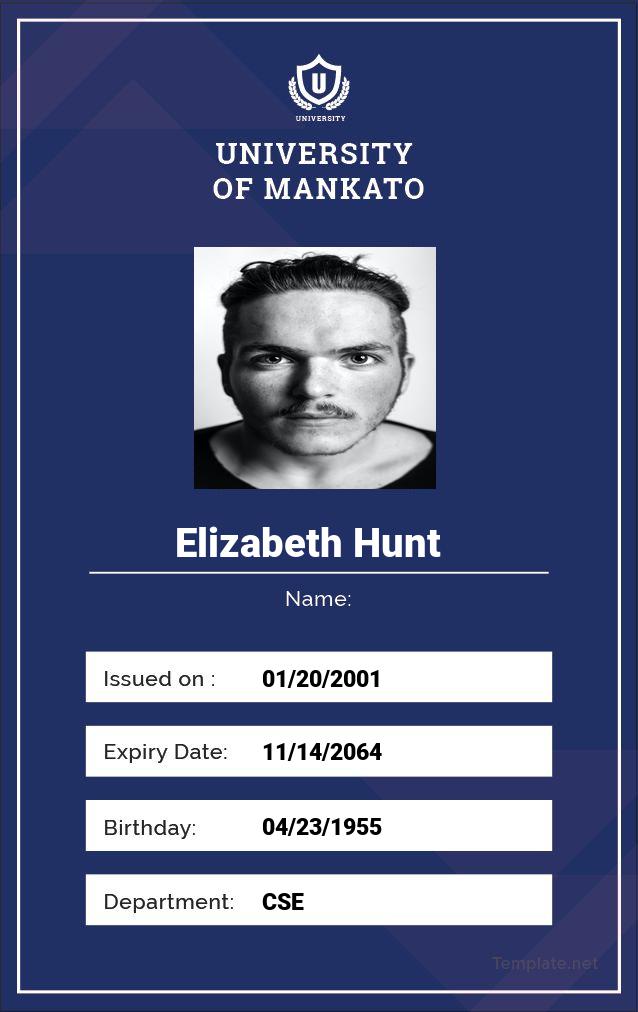 U
UNIVERSITY
UNIVERSITY
OF MANKATO
Elizabeth Hunt
Name:
Issued on : 01/20/2001
Expiry Date: 11/14/2064
Birthday: 04/23/1955
Department: CSE
Template.net